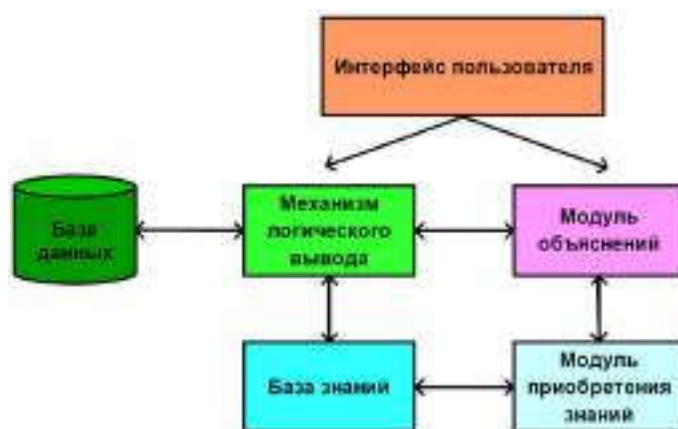 Интерфейс пользователя
База
данных
Механизм
логического
вывода
Модуль
объяснений
База знаний
Модуль
приобретения
знаний